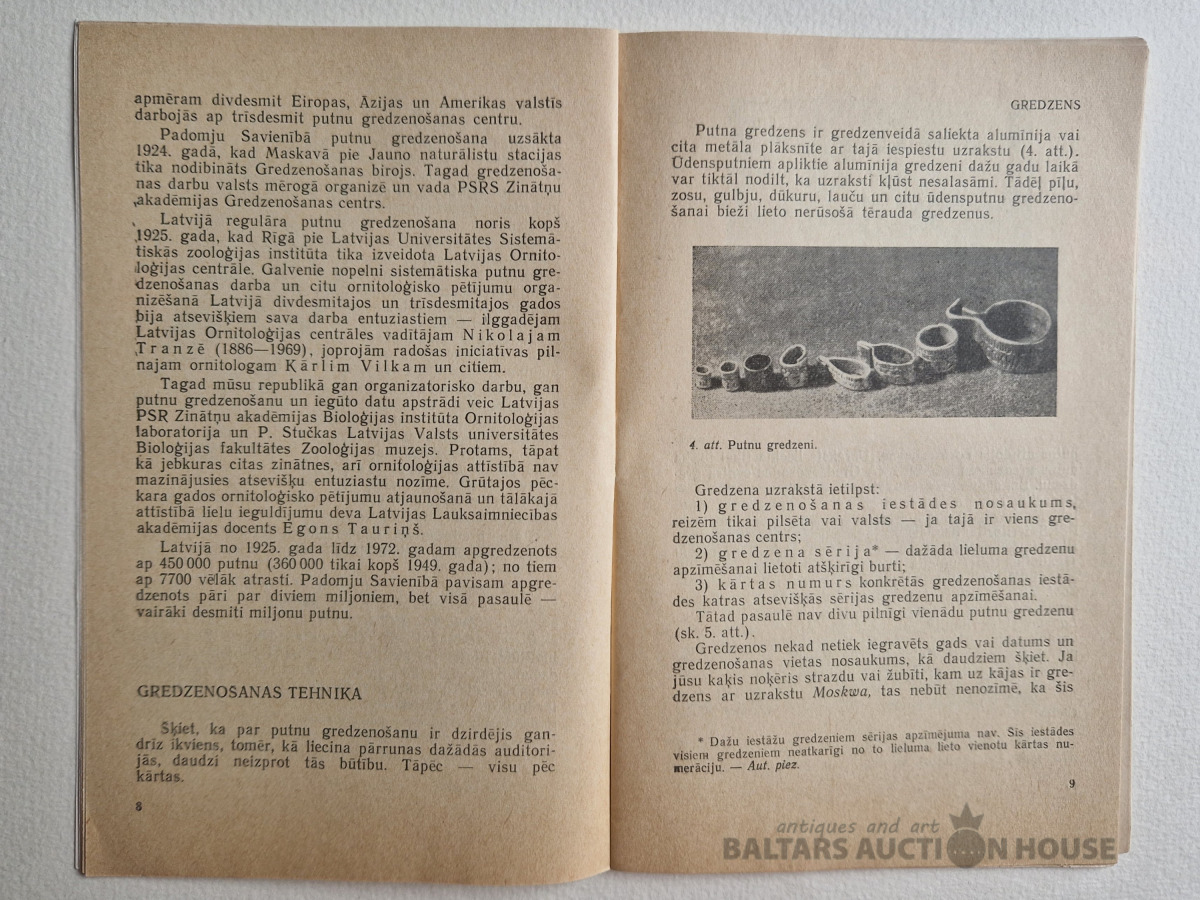 apmēram divdesmit Eiropas, Āzijas un Amerikas valstīs
darbojās ap trīsdesmit putnu gredzenošanas centru.
Padomju Savienībā putnu gredzenošana uzsākta
1924. gadā, kad Maskavā pie Jauno naturālistu stacijas
tika nodibināts Gredzenošanas birojs. Tagad gredzenoša-
nas darbu valsts mērogā organizē un vada PSRS Zinātņu
akadēmijas Gredzenošanas centrs.
Latvijā regulāra putnu gredzenošana noris kopš
1925. gada, kad Rīgā pie Latvijas Universitātes Sistemā-
tiskās zooloģijas institūta tika izveidota Latvijas Ornito-
loģijas centrāle. Galvenie nopelni sistemātiska putnu gre-
dzenošanas darba un citu ornitoloģisko pētījumu orga-
nizēšanā Latvijā divdesmitajos un trīsdesmitajos gados
bija atsevišķiem sava darba entuziastiem — ilggadējam
Latvijas Ornitoloģijas centrāles vadītājam Nikolajam
Tranzē (1886—1969), joprojām radošas iniciatīvas pil-
najam ornitologam Kārlim Vilkam un citiem.
Tagad mūsu republikā gan organizatorisko darbu, gan
putnu gredzenošanu un iegūto datu apstrādi veic Latvijas
PSR Zinātņu akadēmijas Bioloģijas institūta Ornitoloģijas
laboratorija un P. Stučkas Latvijas Valsts universitātes
Bioloģijas fakultātes Zooloģijas muzejs. Protams, tāpat
kā jebkuras citas zinātnes, arī ornitoloģijas attīstībā nav
mazinājusies atsevišķu entuziastu nozīme. Grūtajos pēc-
kara gados ornitoloģisko pētījumu atjaunošanā un tālākajā
attīstībā lielu ieguldījumu deva Latvijas Lauksaimniecības
akadēmijas docents Egons Tauriņš.
Latvijā no 1925. gada līdz 1972. gadam apgredzenots
ap 450 000 putnu (360 000 tikai kopš 1949. gada); no tiem
ap 7700 vēlāk atrasti. Padomju Savienībā pavisam apgre-
dzenots pāri par diviem miljoniem, bet visā pasaulē —
vairāki desmiti miljonu putnu.
GREDZENOŠANAS TEHNIKA
Šķiet, ka par putnu gredzenošanu ir dzirdējis gan-
drīz ikviens, tomēr, kā liecina pārrunas dažādās auditori-
jās, daudzi neizprot tās būtību. Tāpēc — visu pēc
kārtas.
8
GREDZENS
Putna gredzens ir gredzenveidā saliekta alumīnija vai
cita metāla plāksnīte ar tajā iespiestu uzrakstu (4. att.).
Ūdensputniem apliktie alumīnija gredzeni dažu gadu laikā
var tiktāl nodilt, ka uzraksti kļūst nesalasāmi. Tādēļ pīļu,
zosu, gulbju, dūkuru, lauču un citu ūdensputnu gredzeno-
šanai bieži lieto nerūsošā tērauda gredzenus.
4. att. Putnu gredzeni.
Gredzena uzrakstā ietilpst:
1) gredzenošanas iestādes nosaukums,
reizēm tikai pilsēta vai valsts — ja tajā ir viens gre-
dzenošanas centrs;
2) gredzena sērija* — dažāda lieluma gredzenu
apzīmēšanai lietoti atšķirīgi burti;
3) kārtas numurs konkrētās gredzenošanas iestā-
des katras atsevišķās sērijas gredzenu apzīmēšanai.
Tātad pasaulē nav divu pilnīgi vienādu putnu gredzenu
(sk. 5. att.).
Gredzenos nekad netiek iegravēts gads vai datums un
gredzenošanas vietas nosaukums, kā daudziem šķiet. Ja
jūsu kaķis noķēris strazdu vai žubīti, kam uz kājas ir gre-
dzens ar uzrakstu Moskwa, tas nebūt nenozīmē, ka šis
* Dažu iestāžu gredzeniem sērijas apzīmējuma nav. Šīs iestādes
visiem gredzeniem neatkarīgi no to lieluma lieto vienotu kārtas nu-
merāciju. — Aut. piez.
9
antiques and art
BALTARS AUCTION HOUSE